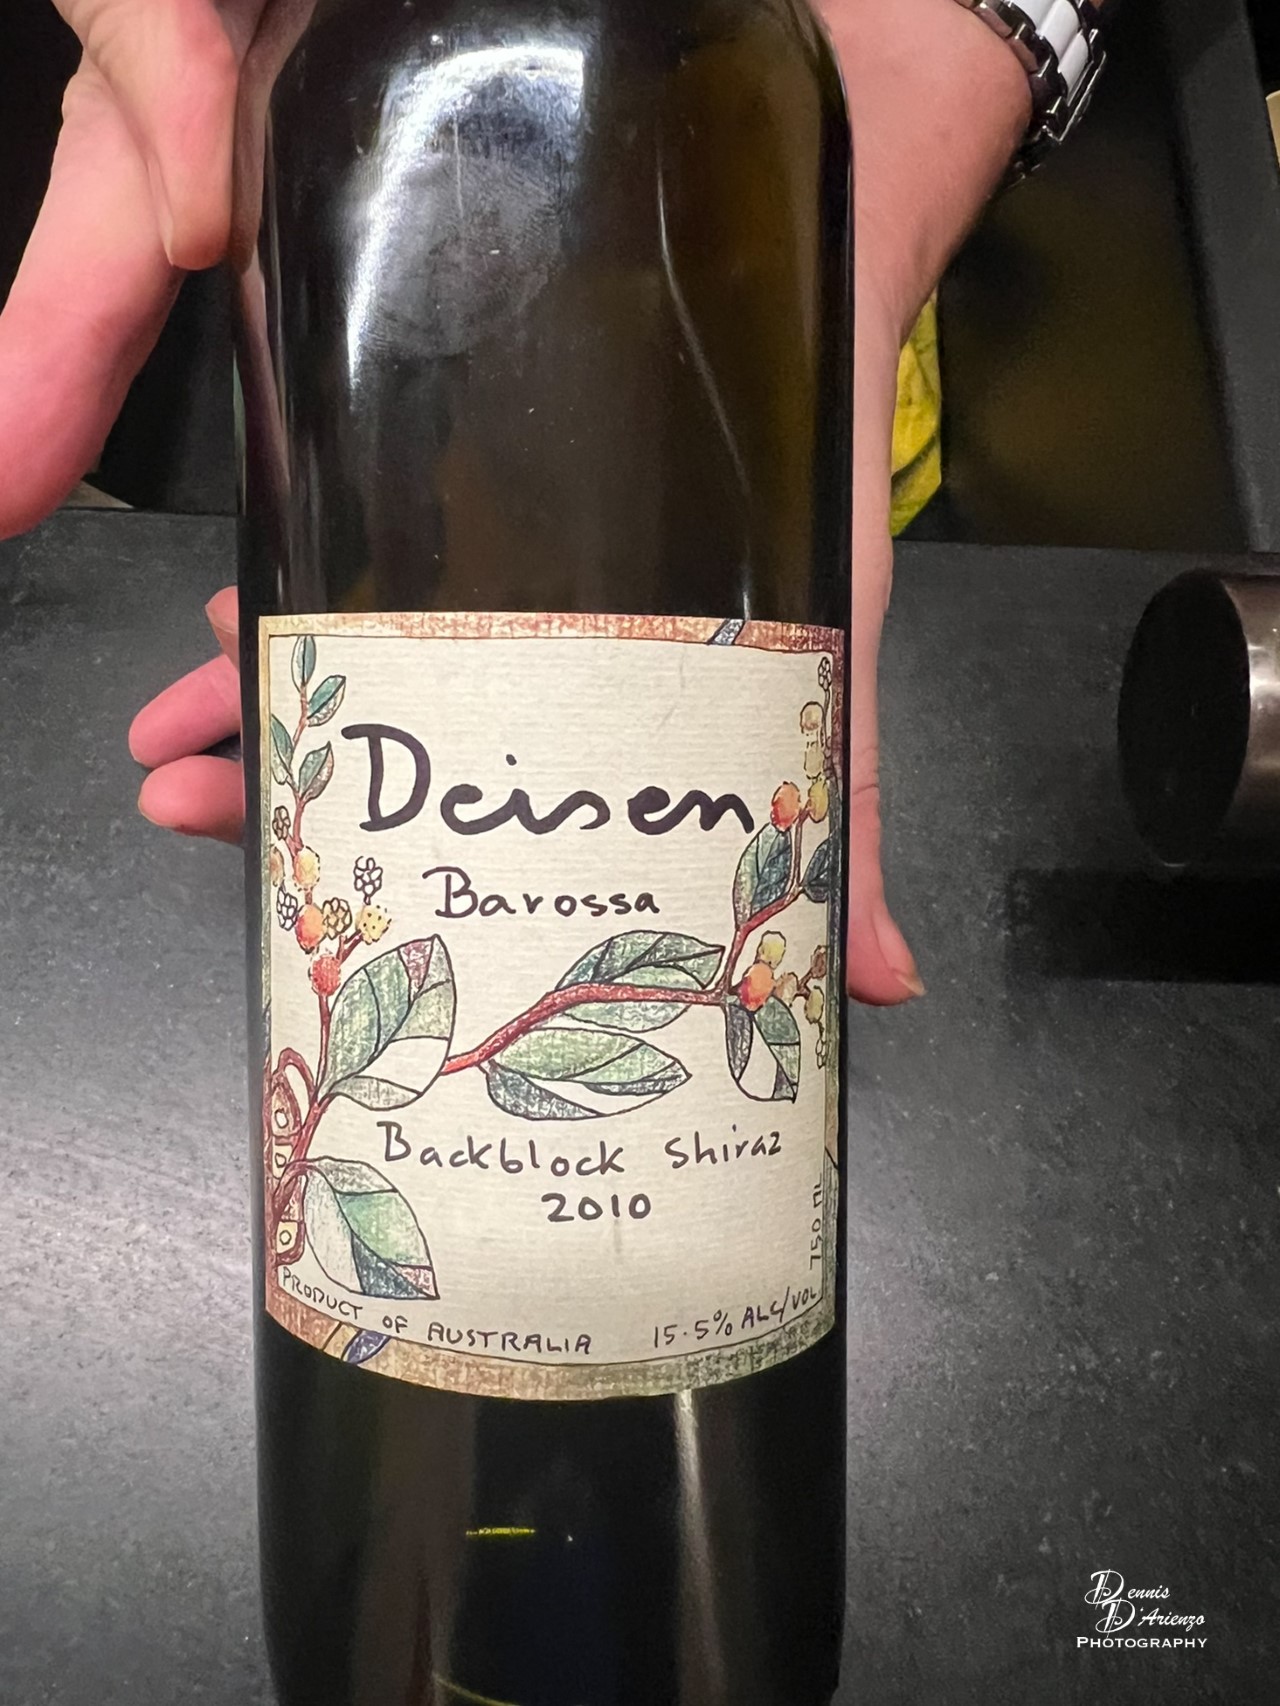 Deisen
Barossa
Backblock Shiraz
2010
750 ML
PRODUCT OF AUSTRALIA
15.5% ALC/VOL
Dennis
D'Arienzo
PHOTOGRAPHY